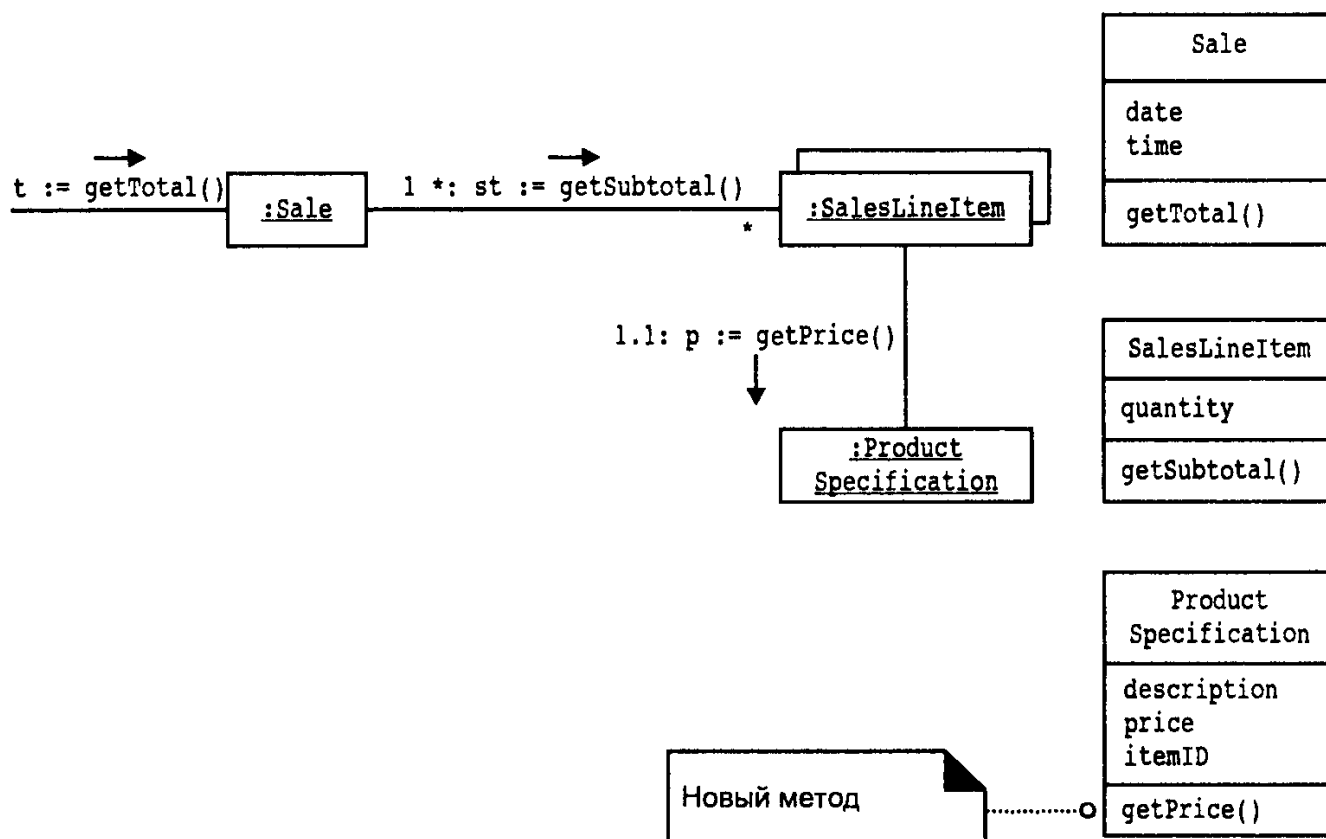 t := getTotal()
:Sale
1 *: st := getSubtotal()
*
:SalesLineItem
1.1: p := getPrice()
:Product
Specification
Sale
date
time
getTotal()
SalesLineItem
quantity
getSubtotal()
Product
Specification
description
price
itemID
getPrice()
Новый метод